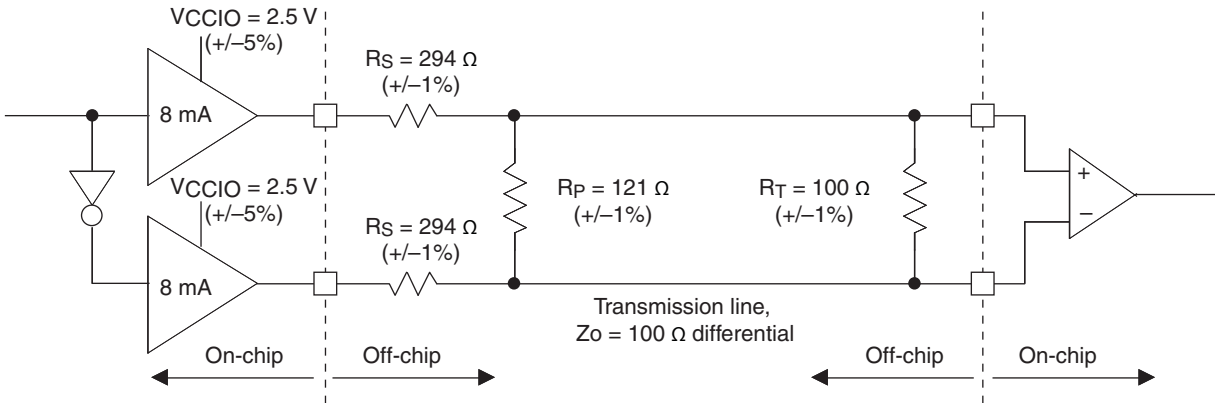 VCCIO = 2.5 V
(+/–5%)
8 mA
RS = 294 Ω
(+/–1%)
VCCIO = 2.5 V
(+/–5%)
8 mA
RS = 294 Ω
(+/–1%)
RP = 121 Ω
(+/–1%)
RT = 100 Ω
(+/–1%)
+
–
Transmission line,
Zo = 100 Ω differential
On-chip
Off-chip
Off-chip
On-chip